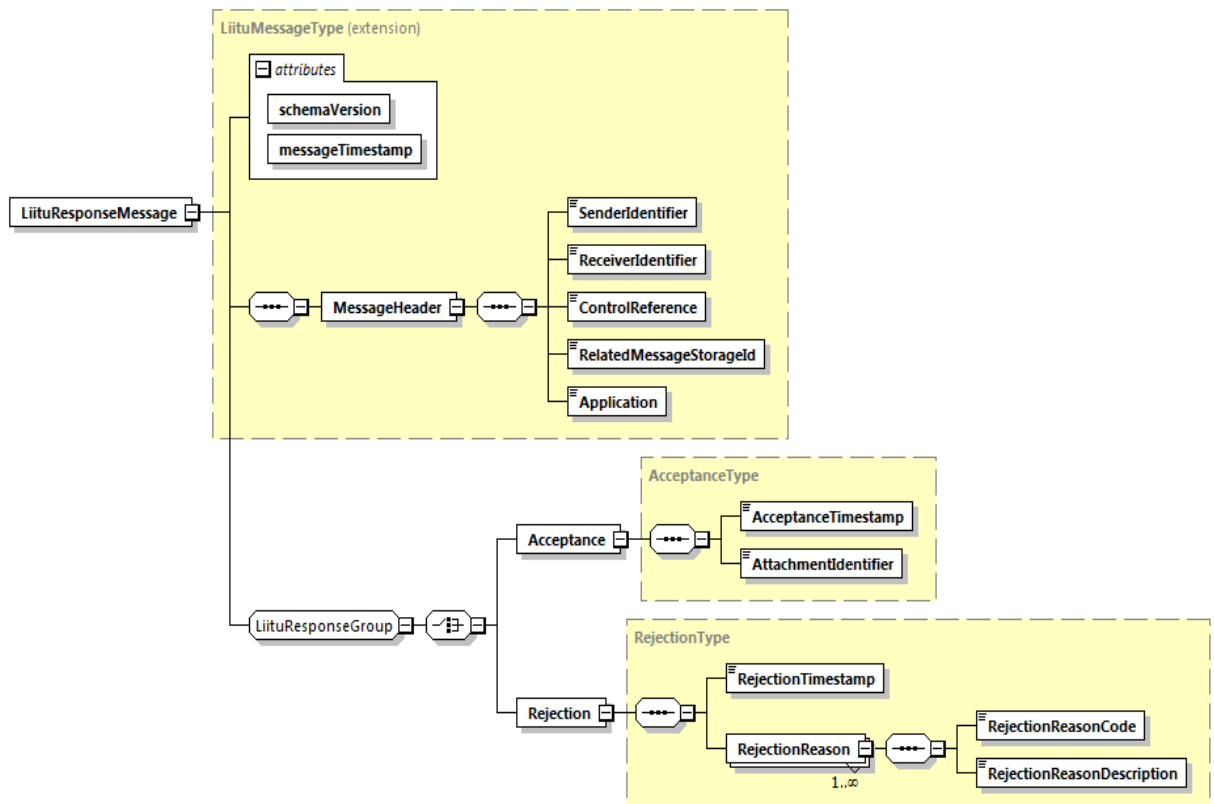 LiituMessageType (extension)
attributes
schemaVersion
messageTimestamp
LiituResponseMessage
SenderIdentifier
ReceiverIdentifier
MessageHeader
ControlReference
RelatedMessageStorageId
Application
AcceptanceType
AcceptanceTimestamp
Acceptance
AttachmentIdentifier
LiituResponseGroup
RejectionType
RejectionTimestamp
Rejection
RejectionReason
1..∞
RejectionReasonCode
RejectionReasonDescription